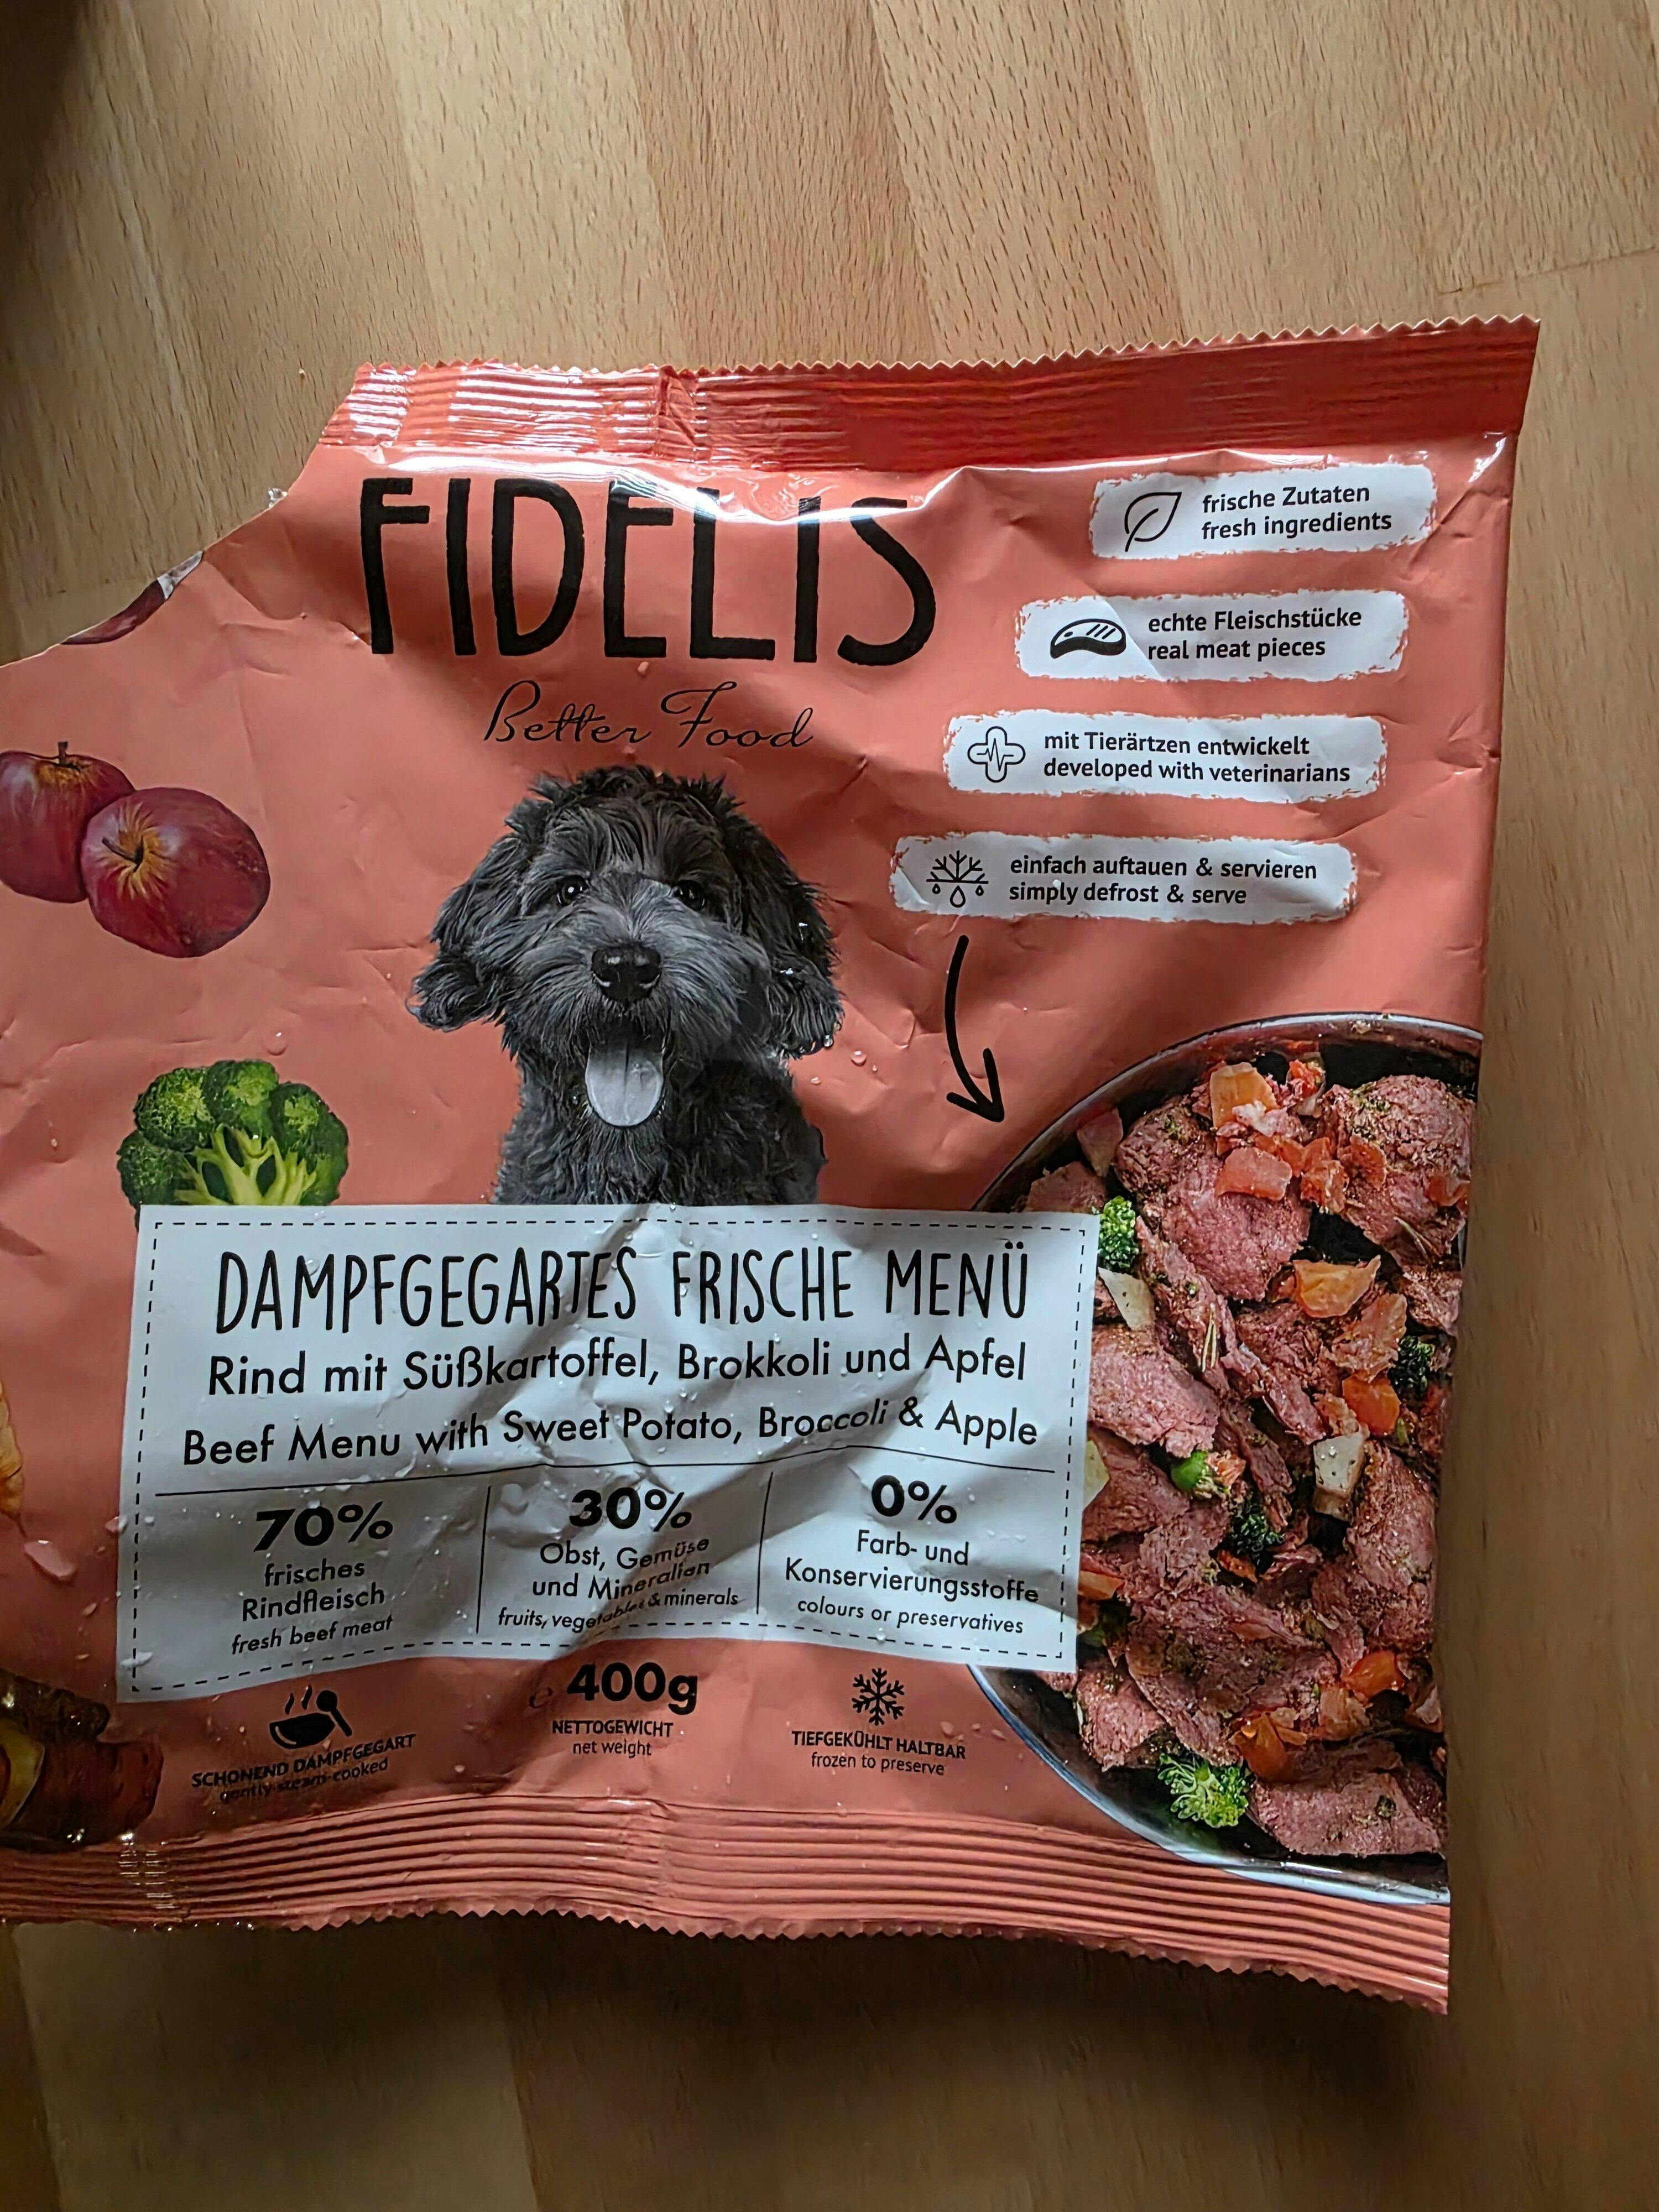 FIDELIS
Better Food
frische Zutaten
fresh ingredients
echte Fleischstücke
real meat pieces
mit Tierärtzen entwickelt
developed with veterinarians
einfach auftauen & servieren
simply defrost & serve
DAMPFGEGARTES FRISCHE MENÜ
Rind mit Süßkartoffel, Brokkoli und Apfel
Beef Menu with Sweet Potato, Broccoli & Apple
70%
frisches
Rindfleisch
fresh beef meat
30%
Obst, Gemüse
und Mineralien
fruits, vegetables & minerals
0%
Farb- und
Konservierungsstoffe
colours or preservatives
SCHONEND DAMPFGEGART
gently steam-cooked
e 400g
NETTOGEWICHT
net weight
TIEFGEKÜHLT HALTBAR
frozen to preserve